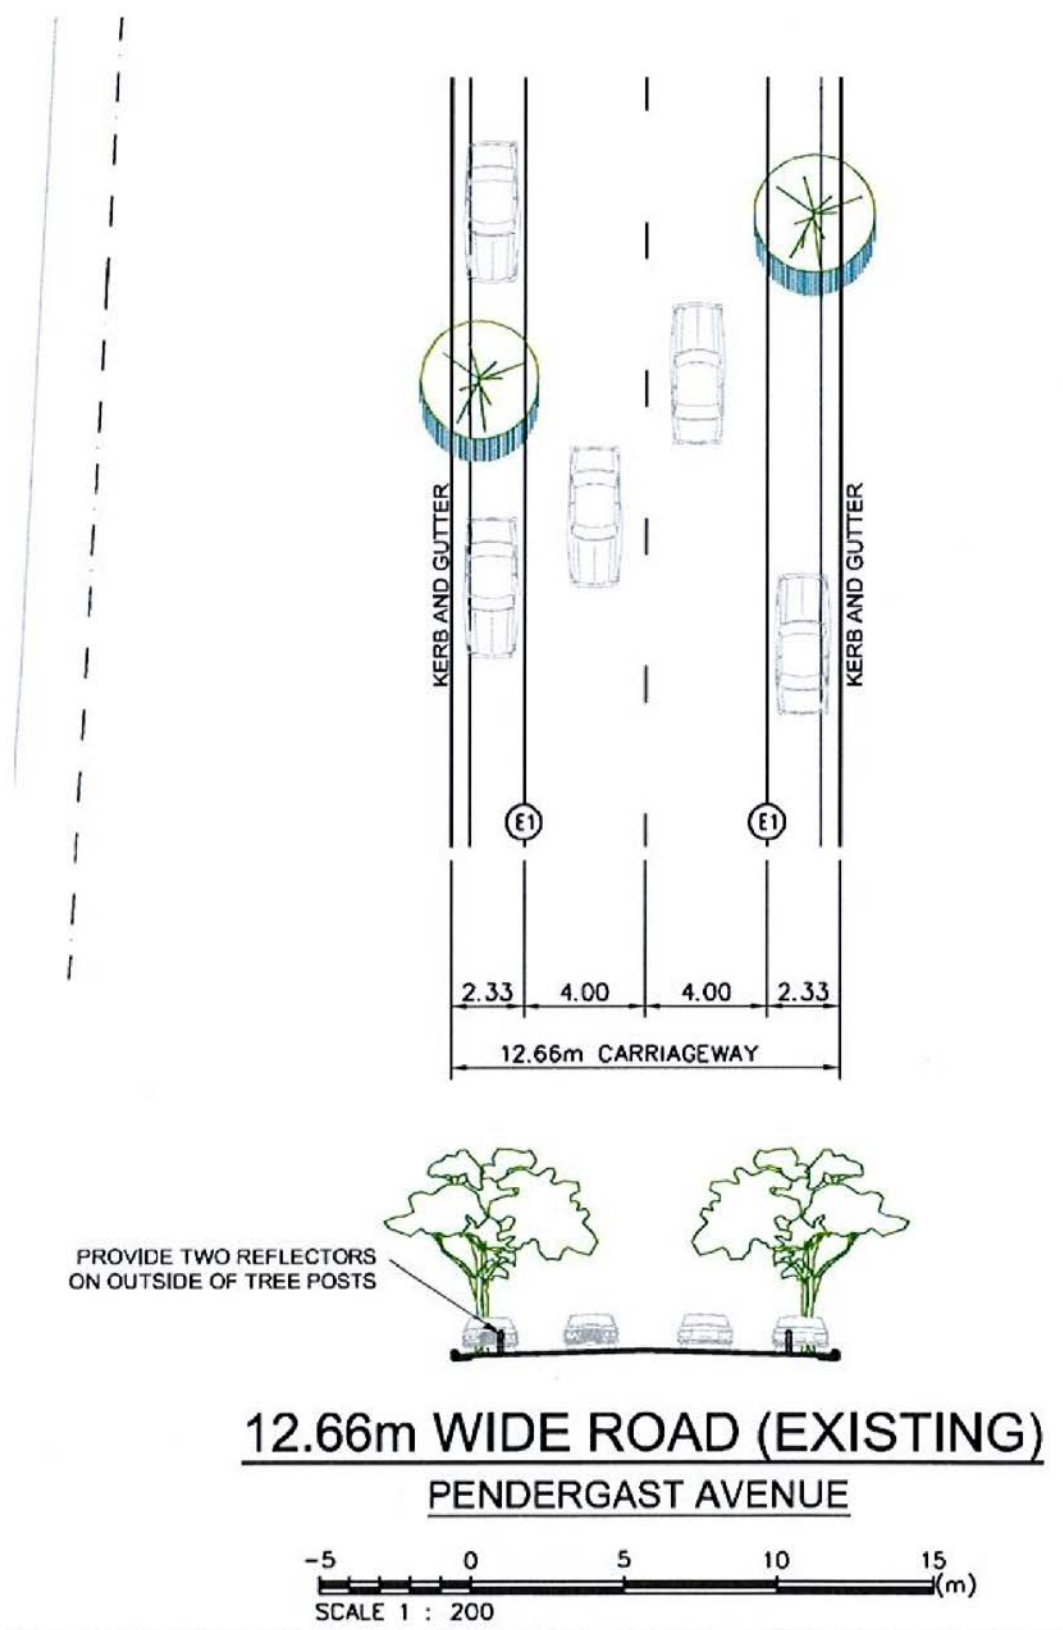 KERB AND GUTTER
KERB AND GUTTER
E1
E1
2.33
4.00
4.00
2.33
12.66m CARRIAGEWAY
PROVIDE TWO REFLECTORS
ON OUTSIDE OF TREE POSTS
12.66m WIDE ROAD (EXISTING)
PENDERGAST AVENUE
-5 0 5 10 15
(m)
SCALE 1 : 200